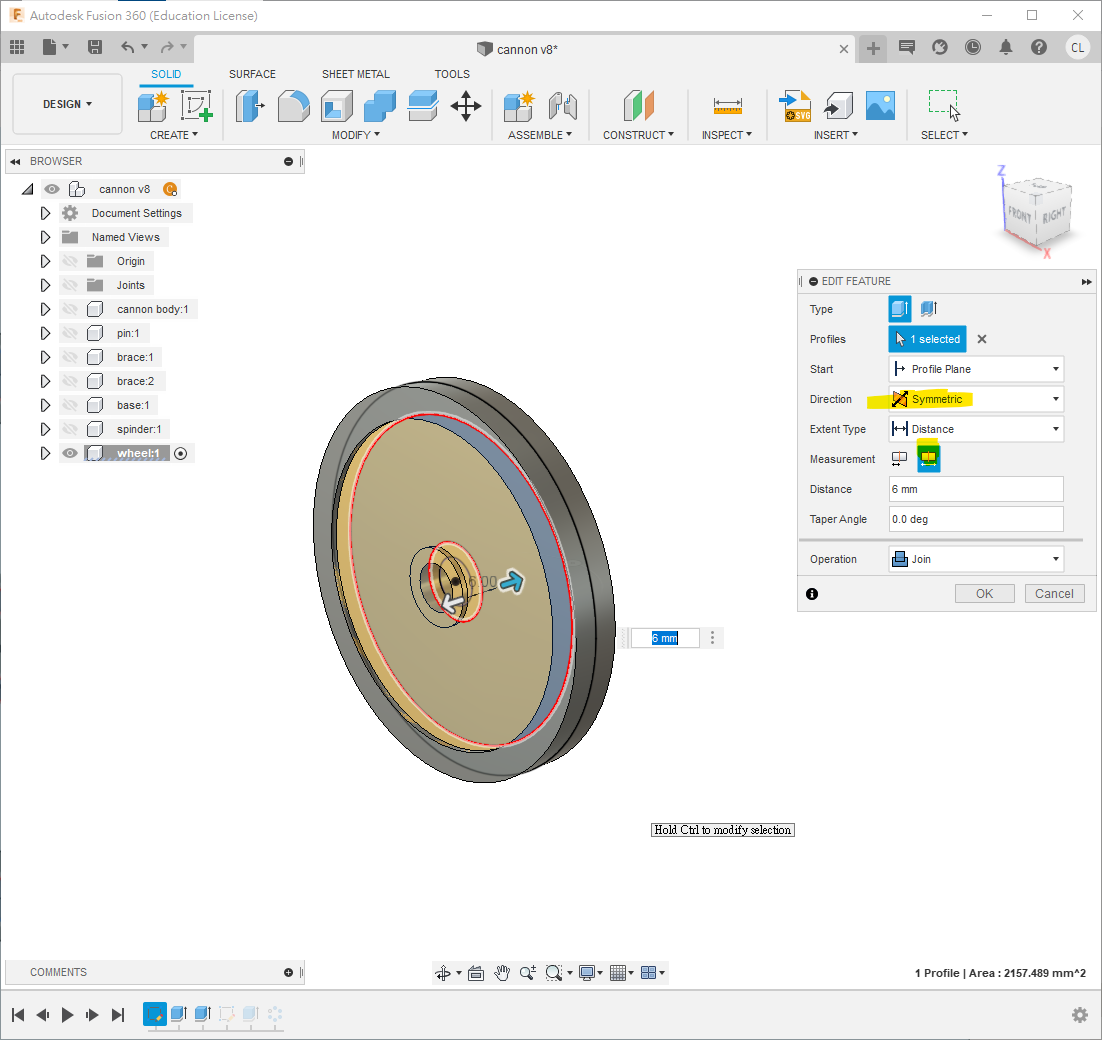 Autodesk Fusion 360 (Education License)
cannon v8*
CL
DESIGN
SOLID
SURFACE
SHEET METAL
TOOLS
CREATE
MODIFY
ASSEMBLE
CONSTRUCT
INSPECT
SVG
INSERT
SELECT
BROWSER
cannon v8
Document Settings
Named Views
Origin
Joints
cannon body:1
pin:1
brace:1
brace:2
base:1
spinder:1
wheel:1
Z
FRONT
RIGHT
X
EDIT FEATURE
Type
Profiles
1 selected
Start
Profile Plane
Direction
Symmetric
Extent Type
Distance
Measurement
Distance
6 mm
Taper Angle
0.0 deg
Operation
Join
OK
Cancel
6.00
6 mm
Hold Ctrl to modify selection
COMMENTS
1 Profile | Area : 2157.489 mm^2